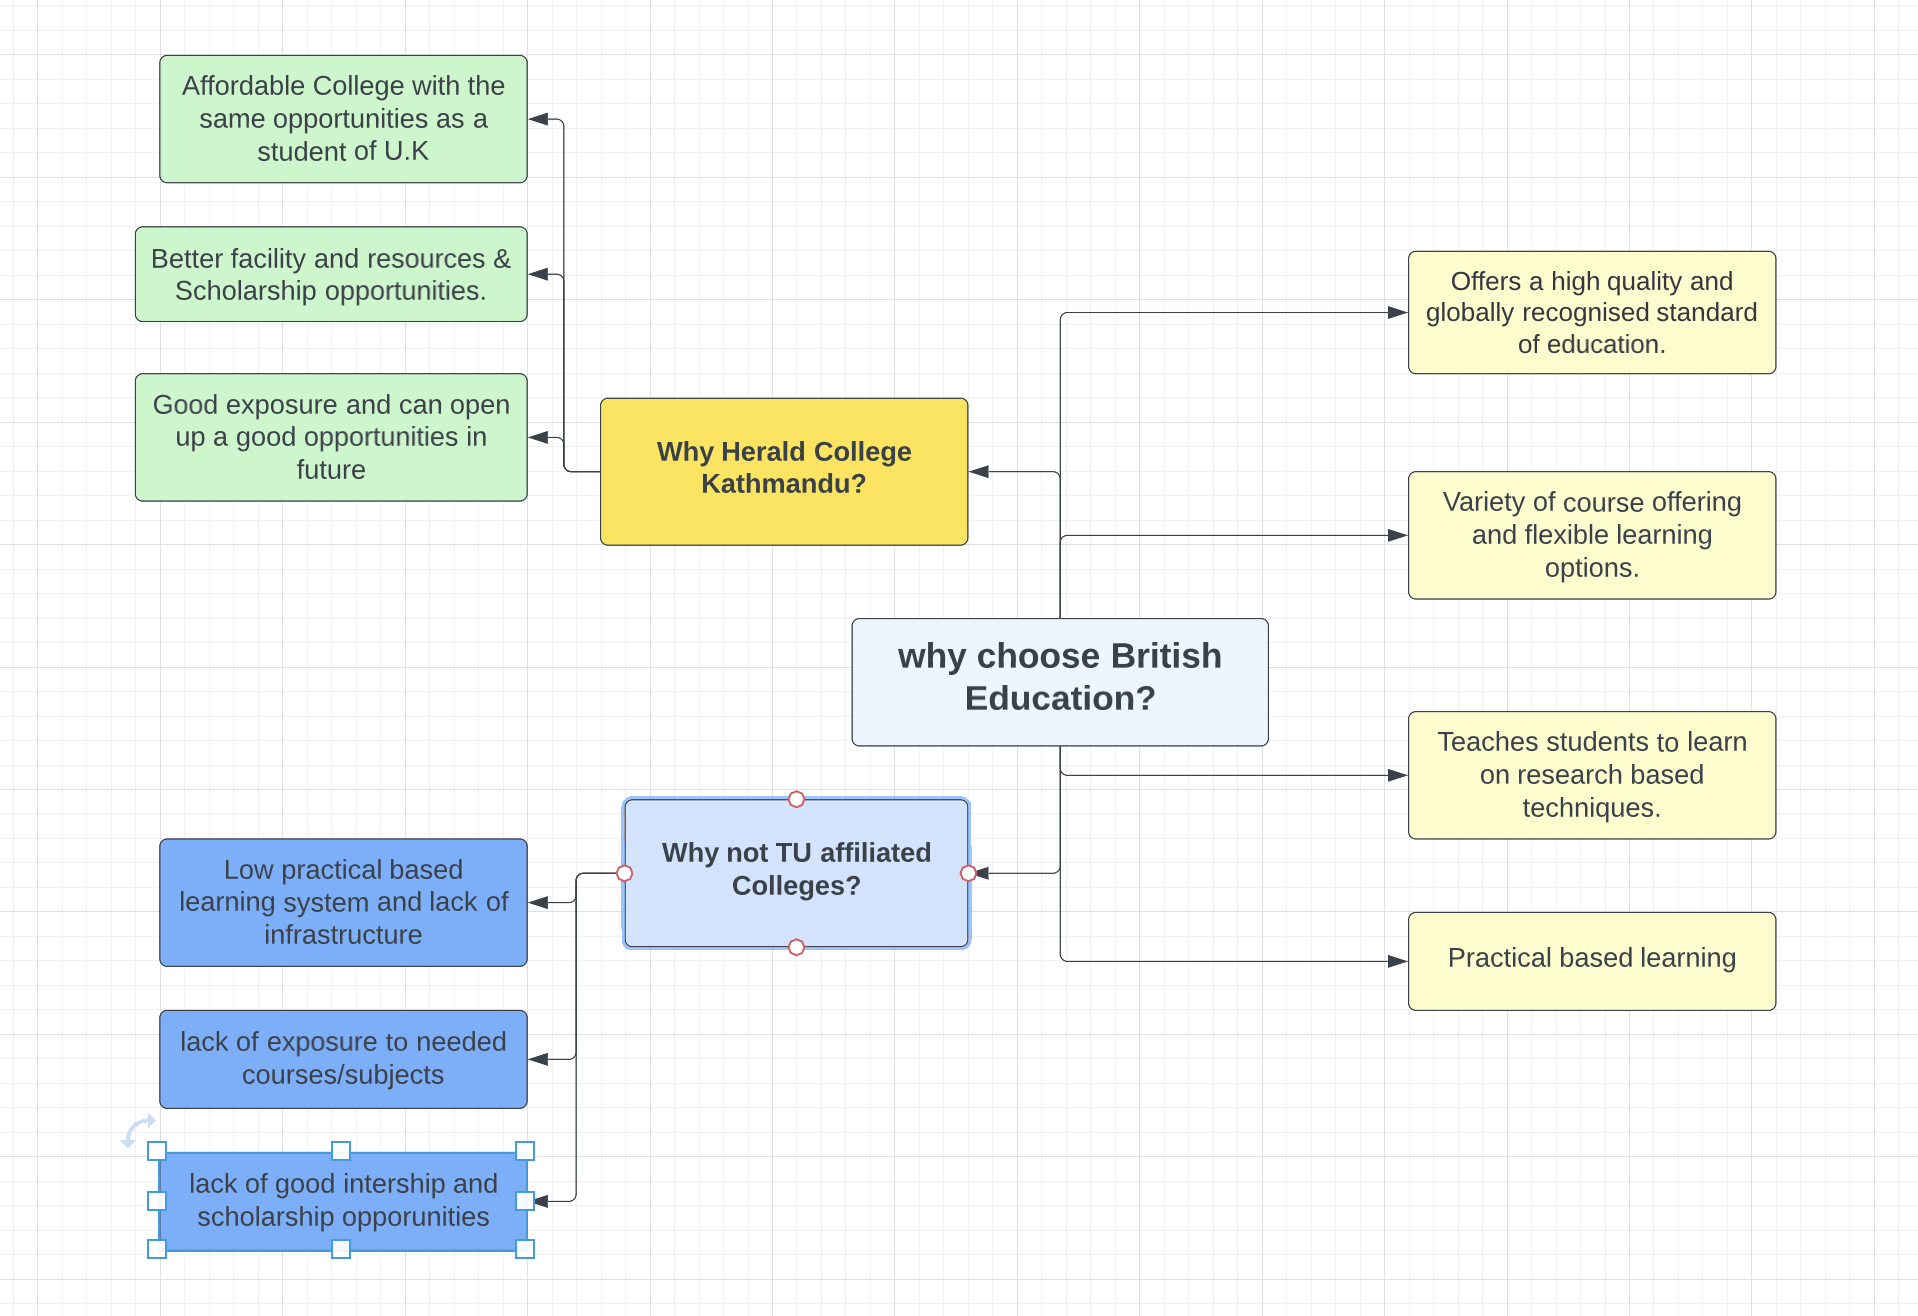 Affordable College with the
same opportunities as a
student of U.K
Better facility and resources &
Scholarship opportunities.
Good exposure and can open
up a good opportunities in
future
Why Herald College
Kathmandu?
Offers a high quality and
globally recognised standard
of education.
Variety of course offering
and flexible learning
options.
why choose British
Education?
Teaches students to learn
on research based
techniques.
Practical based learning
Why not TU affiliated
Colleges?
Low practical based
learning system and lack of
infrastructure
lack of exposure to needed
courses/subjects
lack of good intership and
scholarship opporunities